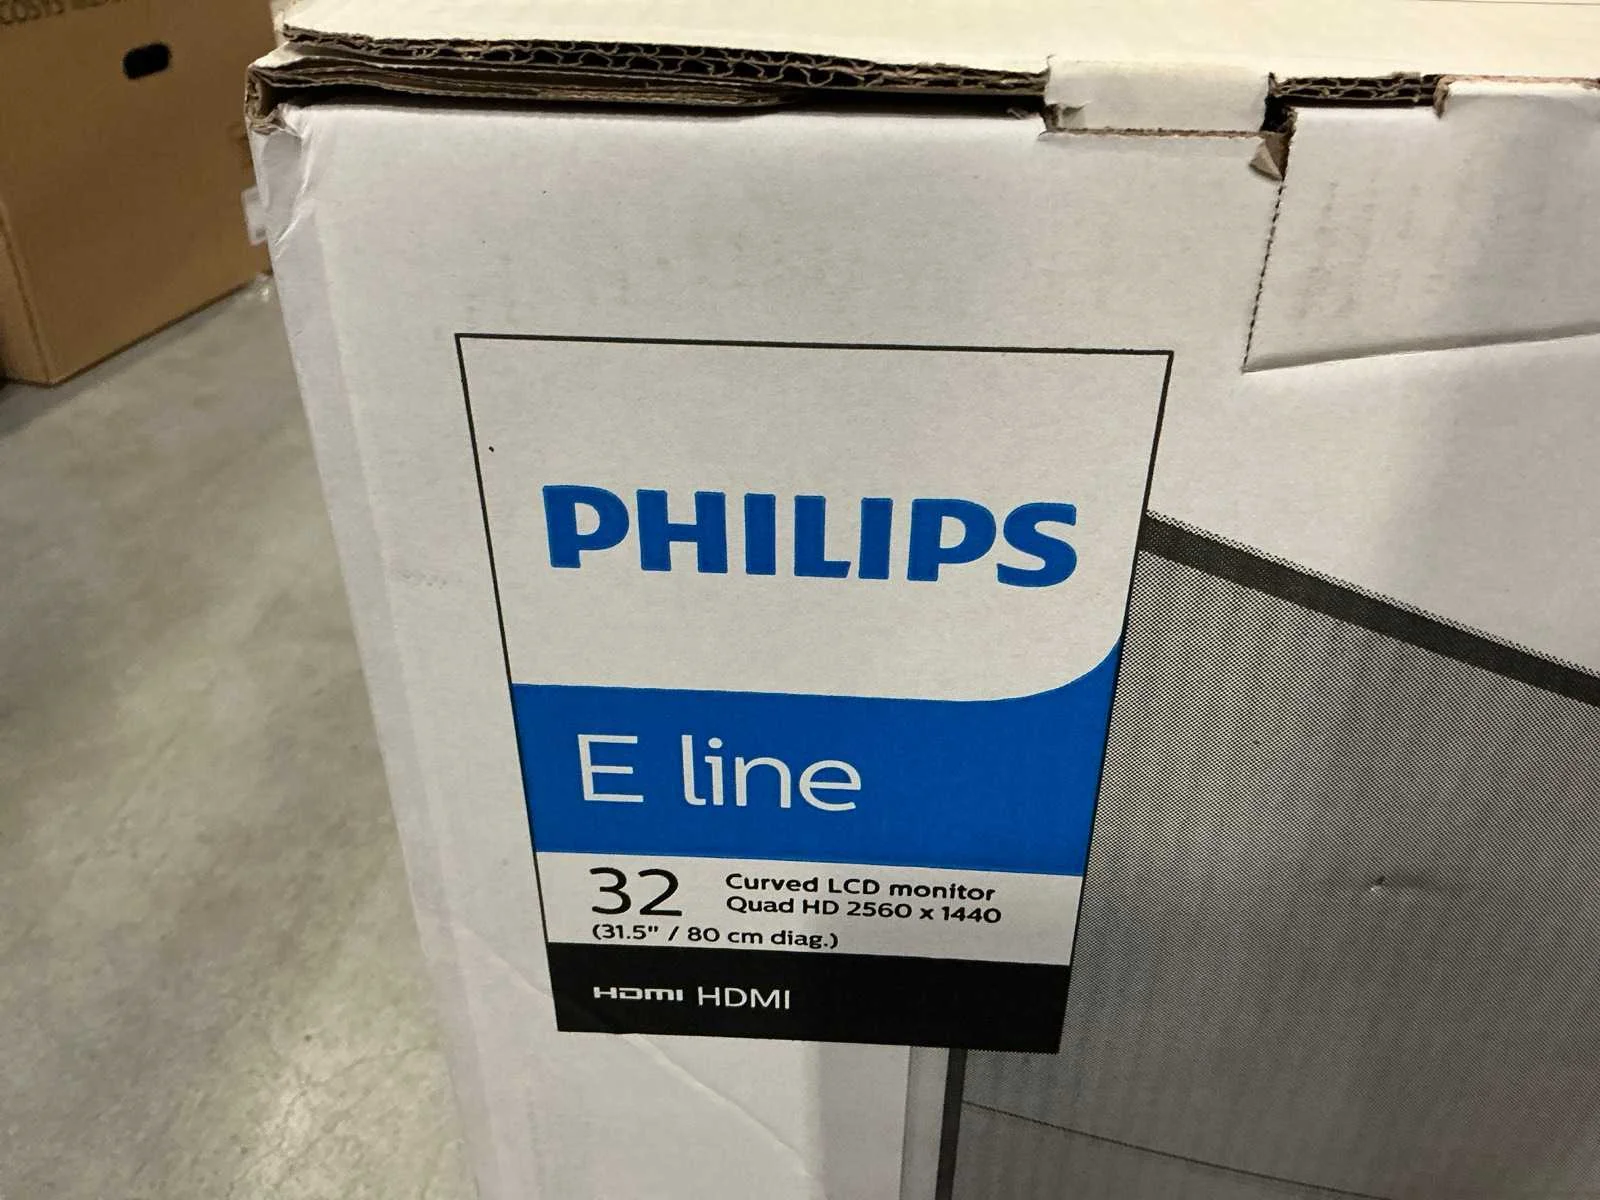 PHILIPS
E line
32
Curved LCD monitor
Quad HD 2560 x 1440
(31.5" / 80 cm diag.)
HDMI HDMI